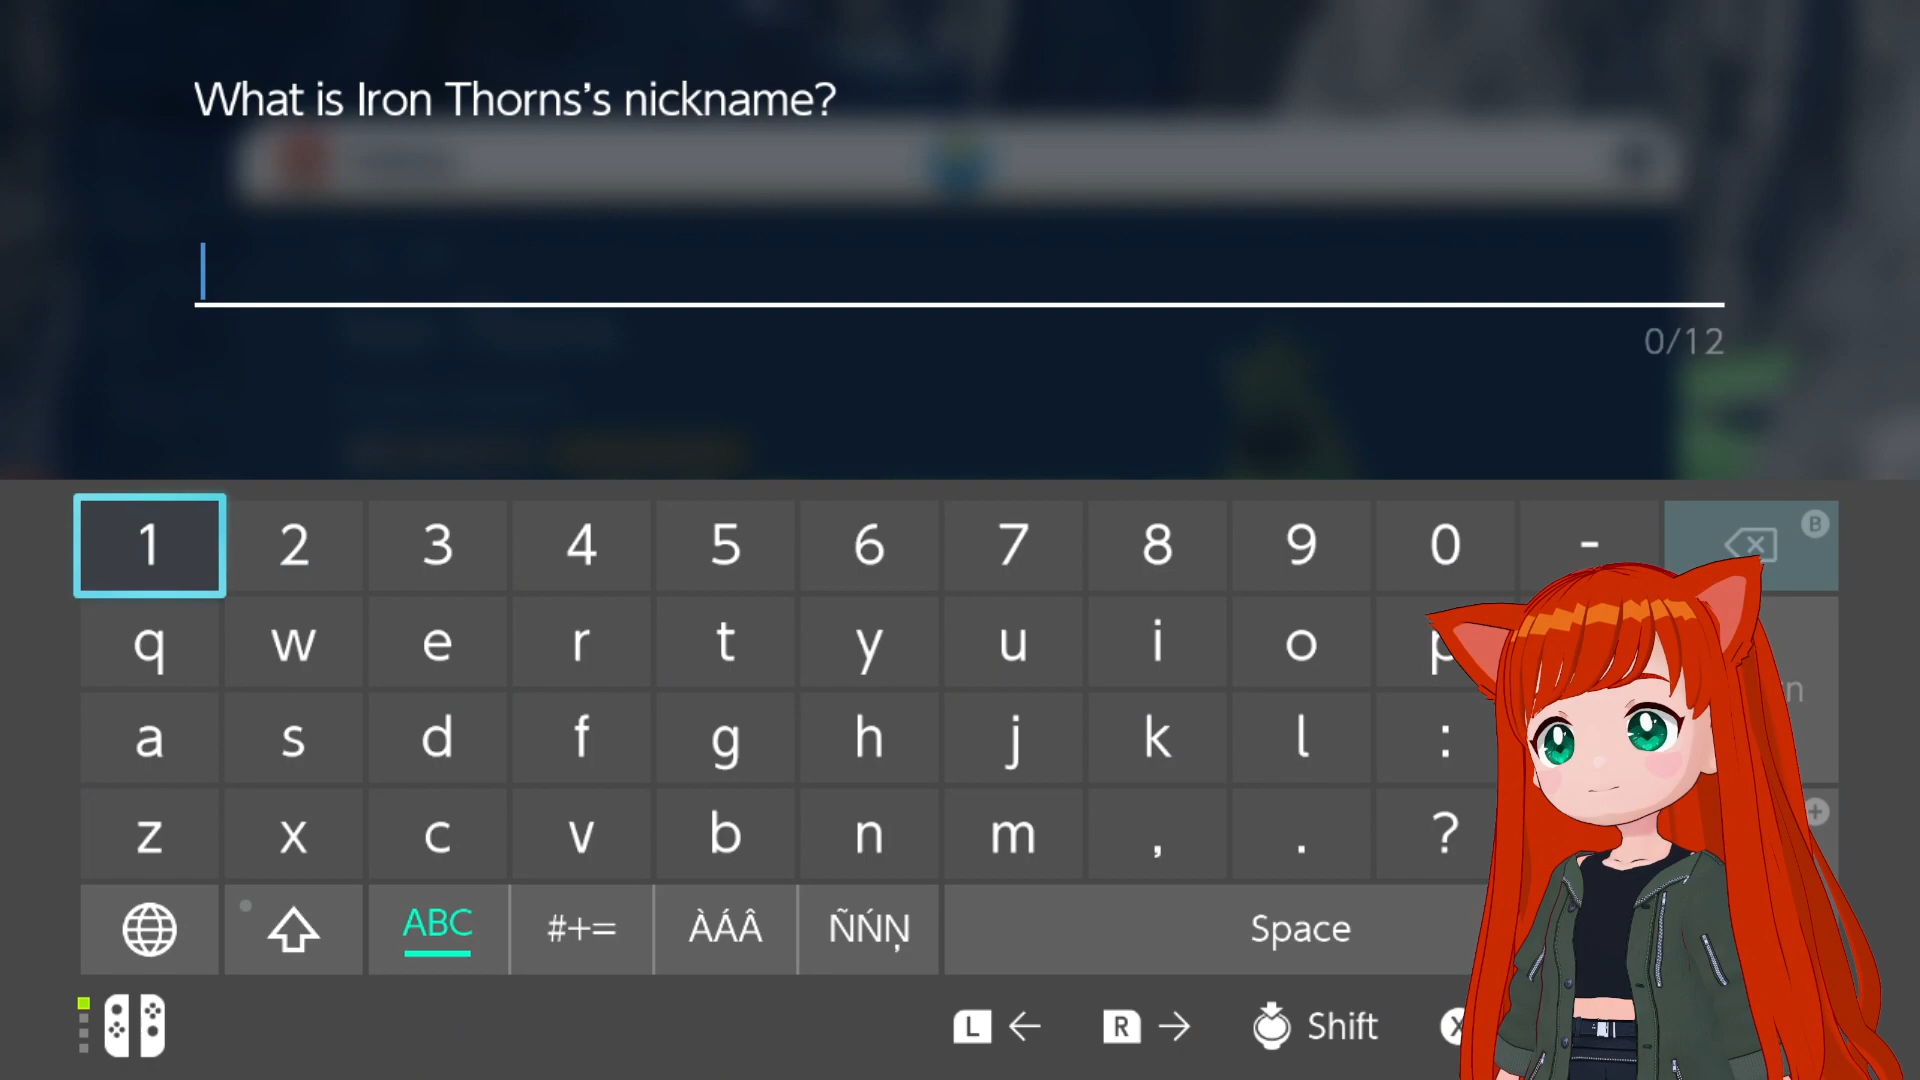 What is Iron Thorns's nickname?
0/12
1 2 3 4 5 6 7 8 9 0 - B
q w e r t y u i o p
a s d f g h j k l :
z x c v b n m , . ? +
ABC #+= ÀÁÂ ÑŃŅ Space
L ← R → Shift X